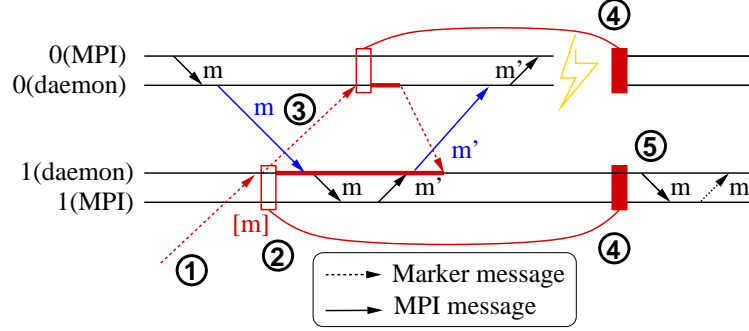 ④
0(MPI)
m
m'
0(daemon)
m
③
m'
⑤
1(daemon)
m
m'
m
m
1(MPI)
[m]
①
②
④
Marker message
MPI message